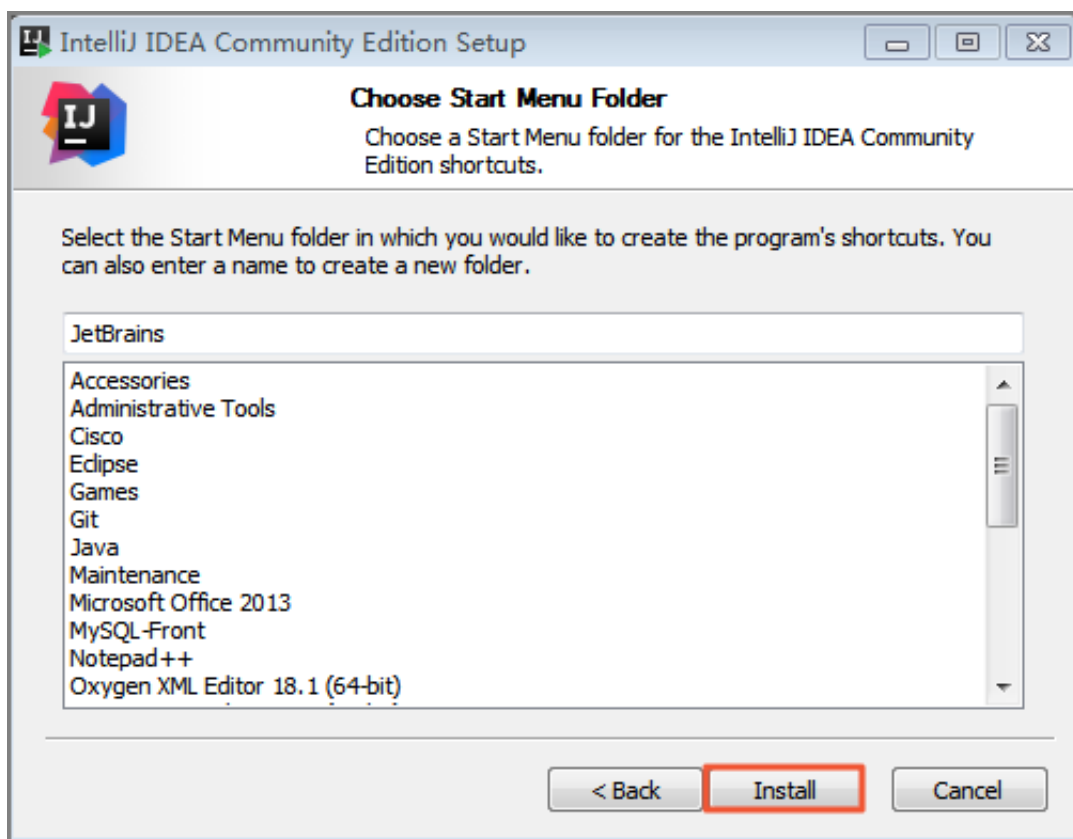 IntelliJ IDEA Community Edition Setup
IJ
Choose Start Menu Folder
Choose a Start Menu folder for the IntelliJ IDEA Community
Edition shortcuts.
Select the Start Menu folder in which you would like to create the program's shortcuts. You
can also enter a name to create a new folder.
JetBrains
Accessories
Administrative Tools
Cisco
Eclipse
Games
Git
Java
Maintenance
Microsoft Office 2013
MySQL-Front
Notepad++
Oxygen XML Editor 18.1 (64-bit)
< Back Install Cancel